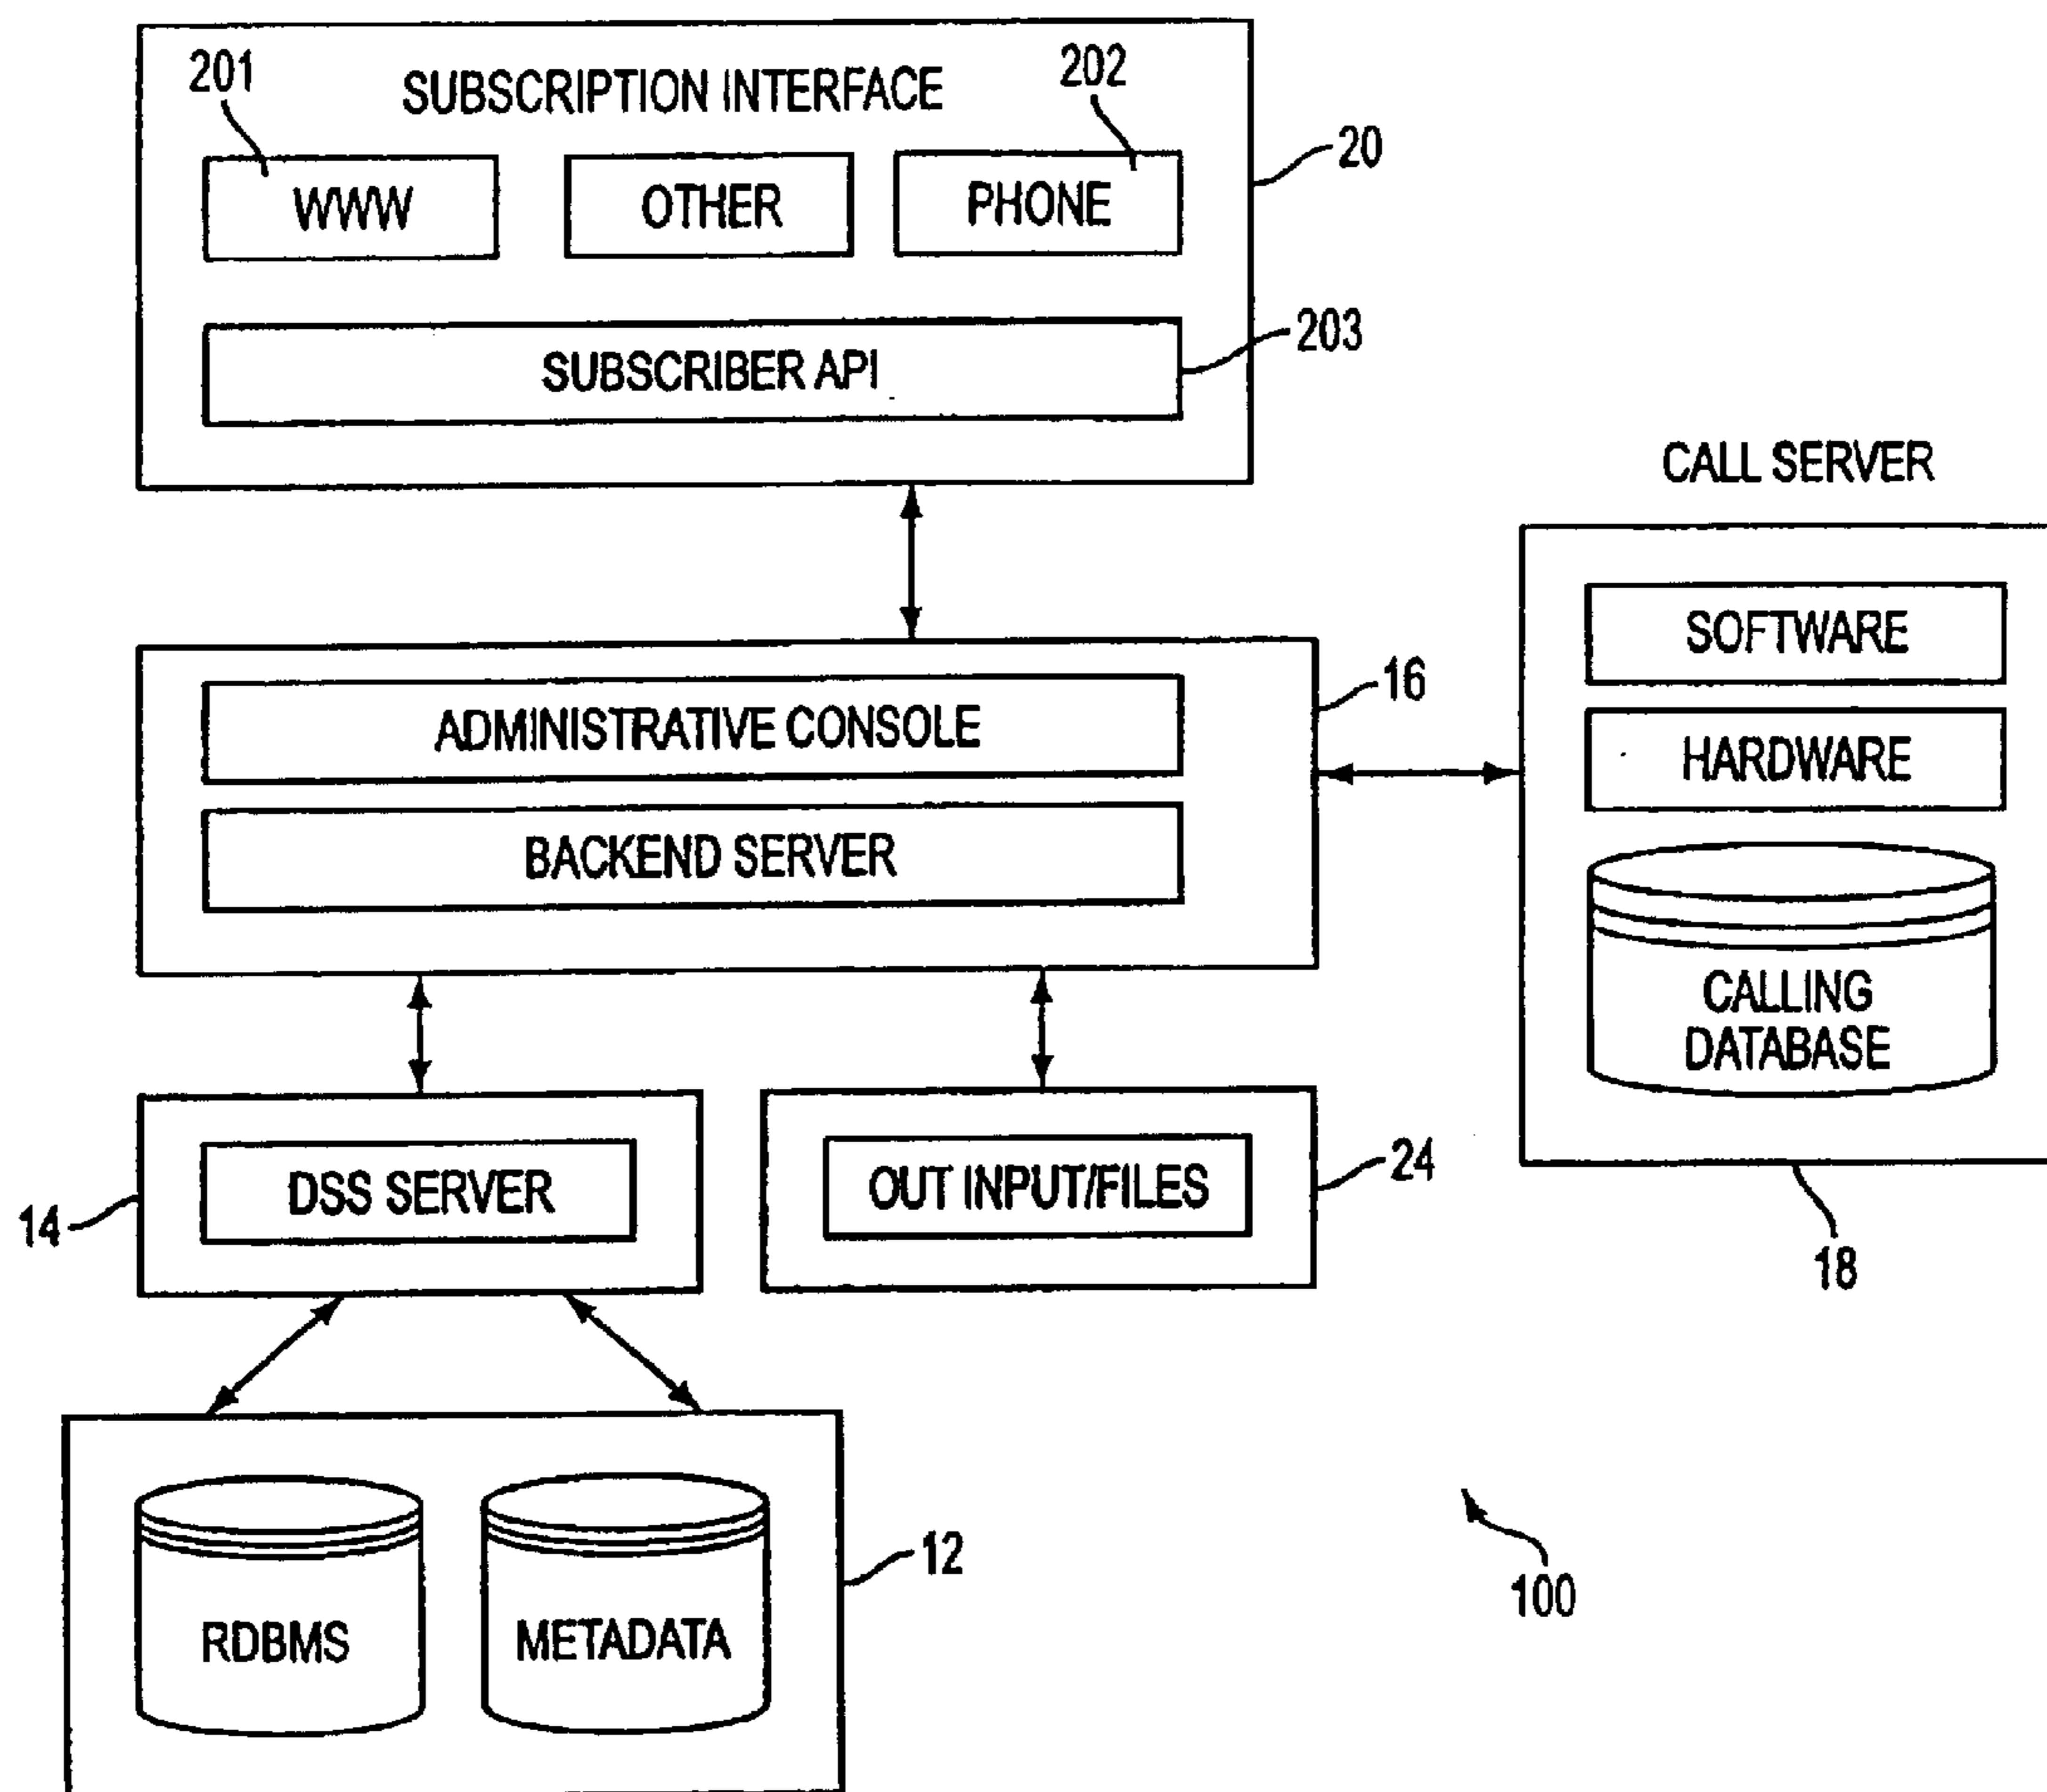 201
SUBSCRIPTION INTERFACE
202
20
WWW
OTHER
PHONE
203
SUBSCRIBER API
CALL SERVER
16
SOFTWARE
ADMINISTRATIVE CONSOLE
HARDWARE
BACKEND SERVER
CALLING
DATABASE
14
DSS SERVER
OUT INPUT/FILES
24
18
12
RDBMS
METADATA
100